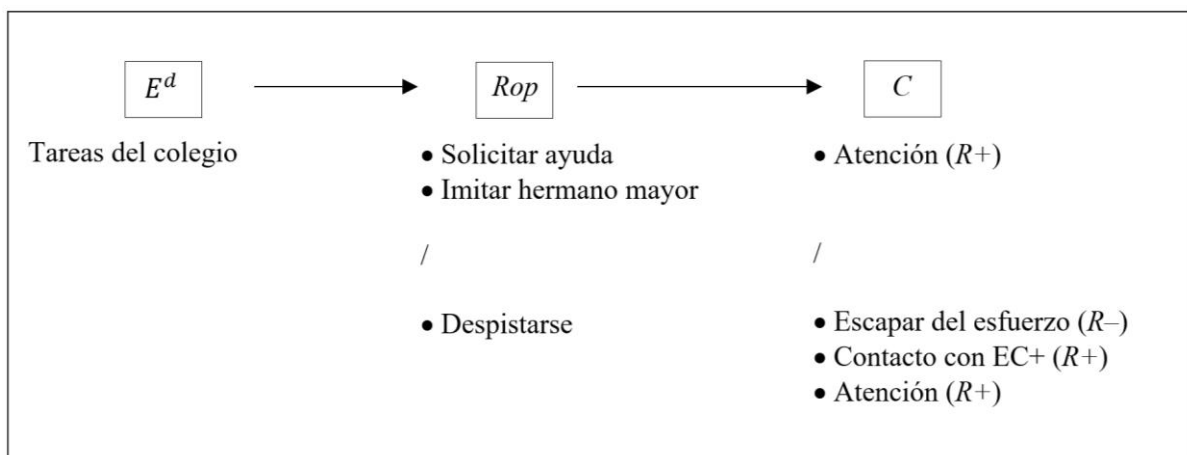 E^d Rop C
Tareas del colegio
• Solicitar ayuda
• Imitar hermano mayor
/
• Despistarse
• Atención (R+)
/
• Escapar del esfuerzo (R–)
• Contacto con EC+ (R+)
• Atención (R+)